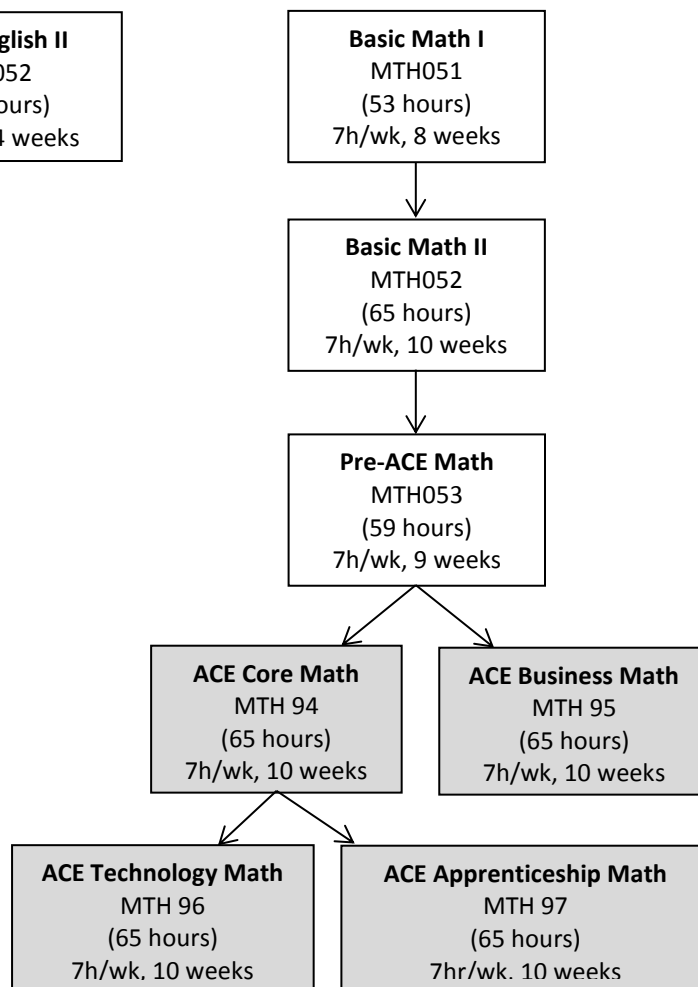 glish II
052
ours)
4 weeks
Basic Math I
MTH051
(53 hours)
7h/wk, 8 weeks
Basic Math II
MTH052
(65 hours)
7h/wk, 10 weeks
Pre-ACE Math
MTH053
(59 hours)
7h/wk, 9 weeks
ACE Core Math
MTH 94
(65 hours)
7h/wk, 10 weeks
ACE Business Math
MTH 95
(65 hours)
7h/wk, 10 weeks
ACE Technology Math
MTH 96
(65 hours)
7h/wk, 10 weeks
ACE Apprenticeship Math
MTH 97
(65 hours)
7hr/wk, 10 weeks